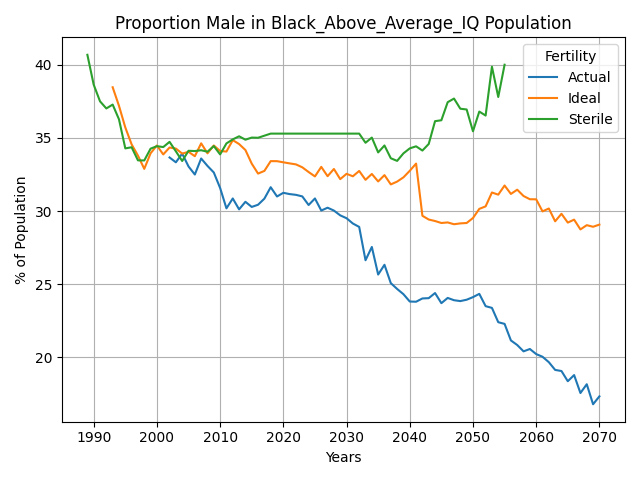 Proportion Male in Black_Above_Average_IQ Population
Fertility
Actual
Ideal
Sterile
% of Population
40
35
30
25
20
1990 2000 2010 2020 2030 2040 2050 2060 2070
Years